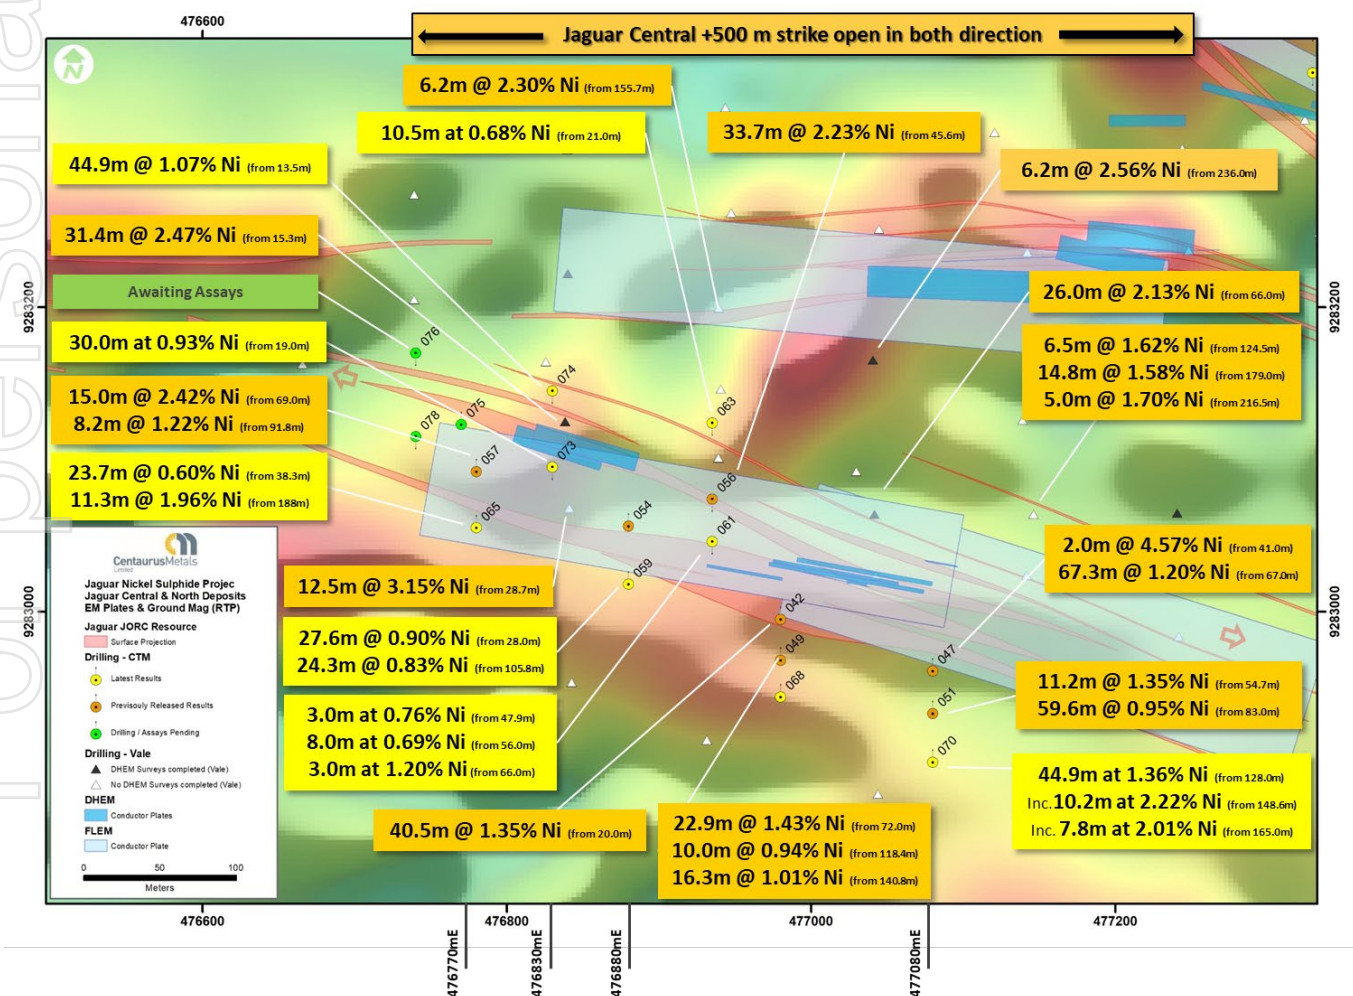 For personal
476600
Jaguar Central +500 m strike open in both direction
N
6.2m @ 2.30% Ni (from 155.7m)
10.5m at 0.68% Ni (from 21.0m)
33.7m @ 2.23% Ni (from 45.6m)
44.9m @ 1.07% Ni (from 13.5m)
6.2m @ 2.56% Ni (from 236.0m)
31.4m @ 2.47% Ni (from 15.3m)
Awaiting Assays
26.0m @ 2.13% Ni (from 66.0m)
9283200
9283200
30.0m at 0.93% Ni (from 19.0m)
6.5m @ 1.62% Ni (from 124.5m)
14.8m @ 1.58% Ni (from 179.0m)
5.0m @ 1.70% Ni (from 216.5m)
15.0m @ 2.42% Ni (from 69.0m)
8.2m @ 1.22% Ni (from 91.8m)
23.7m @ 0.60% Ni (from 38.3m)
11.3m @ 1.96% Ni (from 188m)
076
074
078
075
063
057
073
056
065
054
061
059
042
049
047
068
051
070
2.0m @ 4.57% Ni (from 41.0m)
67.3m @ 1.20% Ni (from 67.0m)
12.5m @ 3.15% Ni (from 28.7m)
27.6m @ 0.90% Ni (from 28.0m)
24.3m @ 0.83% Ni (from 105.8m)
9283000
9283000
11.2m @ 1.35% Ni (from 54.7m)
59.6m @ 0.95% Ni (from 83.0m)
3.0m at 0.76% Ni (from 47.9m)
8.0m at 0.69% Ni (from 56.0m)
3.0m at 1.20% Ni (from 66.0m)
44.9m at 1.36% Ni (from 128.0m)
Inc. 10.2m at 2.22% Ni (from 148.6m)
Inc. 7.8m at 2.01% Ni (from 165.0m)
40.5m @ 1.35% Ni (from 20.0m)
22.9m @ 1.43% Ni (from 72.0m)
10.0m @ 0.94% Ni (from 118.4m)
16.3m @ 1.01% Ni (from 140.8m)
CentaurusMetals
Limited
Jaguar Nickel Sulphide Projec
Jaguar Central & North Deposits
EM Plates & Ground Mag (RTP)
Jaguar JORC Resource
Surface Projection
Drilling - CTM
Latest Results
Previsouly Released Results
Drilling / Assays Pending
Drilling - Vale
DHEM Surveys completed (Vale)
No DHEM Surveys completed (Vale)
DHEM
Conductor Plates
FLEM
Conductor Plate
0 50 100
Meters
476600
476800
477000
477200
476770mE
476830mE
476880mE
477080mE